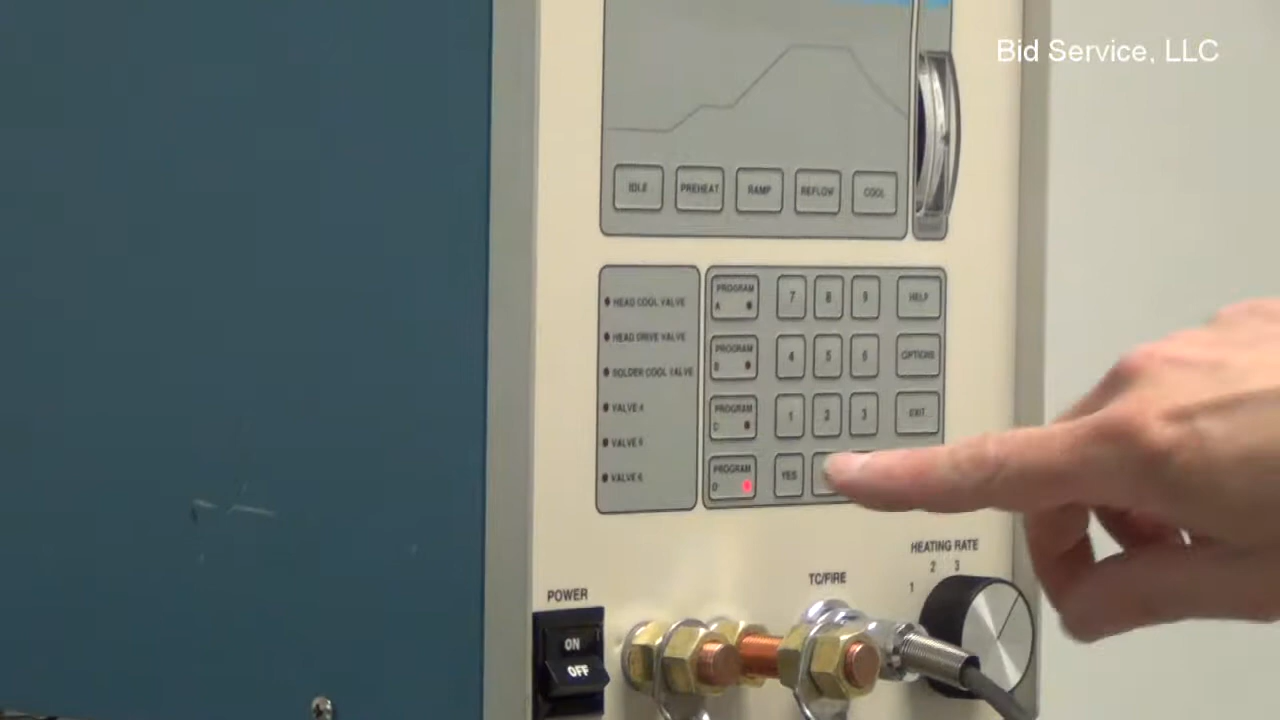 Bid Service, LLC
IDLE PREHEAT RAMP REFLOW COOL
HEAD COOL VALVE
HEAD DRIVE VALVE
SOLDER COOL VALVE
VALVE 4
VALVE 5
VALVE 6
PROGRAM A 7 8 9 HELP
PROGRAM B 4 5 6 OPTIONS
PROGRAM C 1 2 3 EXIT
PROGRAM D YES
HEATING RATE
1 2 3
TC/FIRE
POWER
ON
OFF